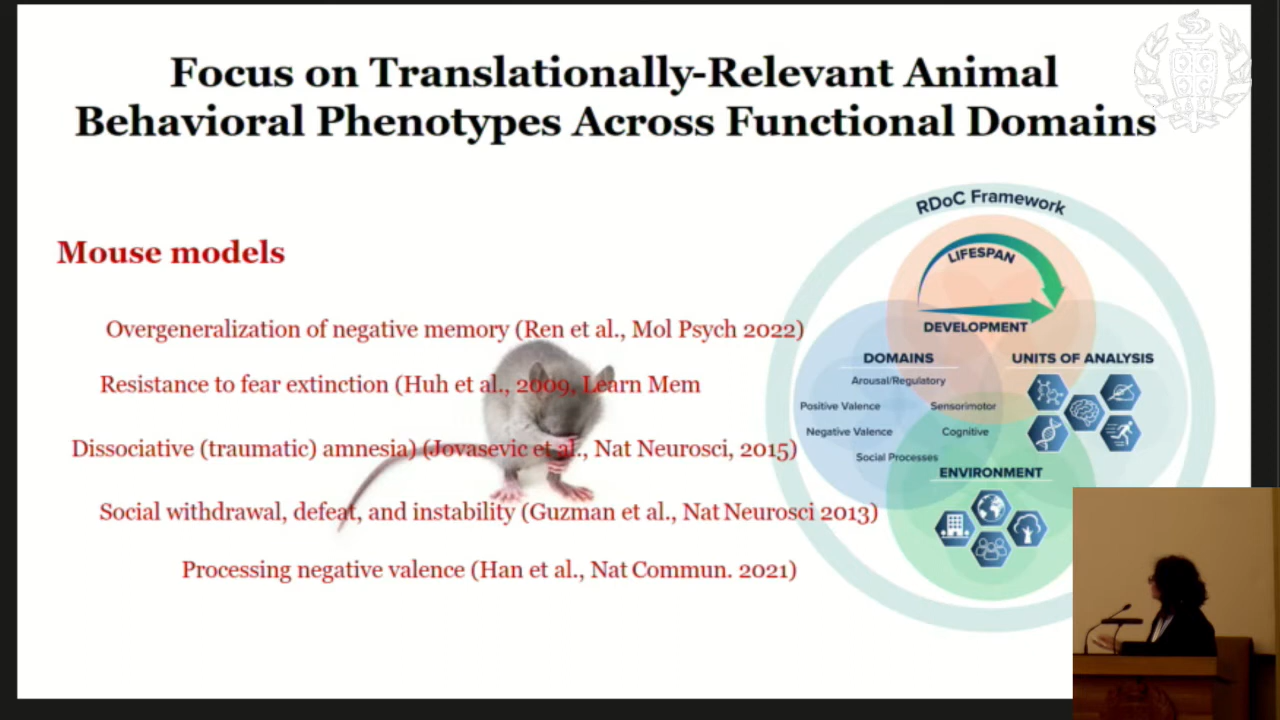 Focus on Translationally-Relevant Animal
Behavioral Phenotypes Across Functional Domains
Mouse models
Overgeneralization of negative memory (Ren et al., Mol Psych 2022)
Resistance to fear extinction (Huh et al., 2009, Learn Mem
Dissociative (traumatic) amnesia) (Jovasevic et al., Nat Neurosci, 2015)
Social withdrawal, defeat, and instability (Guzman et al., Nat Neurosci 2013)
Processing negative valence (Han et al., Nat Commun. 2021)
RDoC Framework
LIFESPAN
DEVELOPMENT
DOMAINS
Arousal/Regulatory
Positive Valence
Sensorimotor
Negative Valence
Cognitive
Social Processes
UNITS OF ANALYSIS
ENVIRONMENT